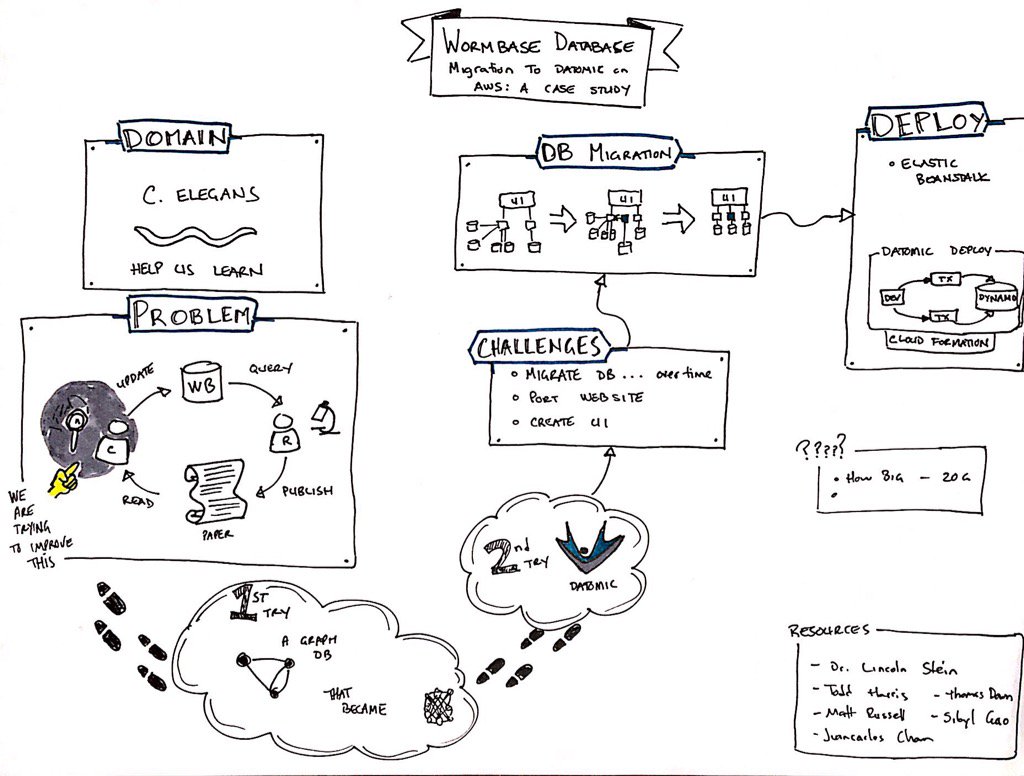 WORMBASE DATABASE
MIGRATION TO DATOMIC ON
AWS: A CASE STUDY
DOMAIN
C. ELEGANS
HELP US LEARN
PROBLEM
UPDATE
WB
QUERY
C
R
READ
PAPER
PUBLISH
WE
ARE
TRYING
TO IMPROVE
THIS
1ST
TRY
A GRAPH
DB
THAT
BECAME
2nd
TRY
DATOMIC
CHALLENGES
• MIGRATE DB ... over time
• PORT WEBSITE
• CREATE UI
DB MIGRATION
UI
UI
UI
DEPLOY
• ELASTIC
BEANSTALK
DATOMIC DEPLOY
DEV
TX
TX
DYNAMO
CLOUD FORMATION
????
• HOW BIG – 20G
•
RESOURCES
- Dr. Lincoln Stein
- Todd Harris
- Thomas Down
- Matt Russell
- Sibyl Gao
- Juancarlos Chan